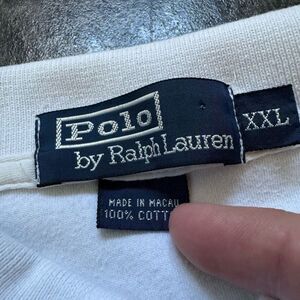 Polo
by Ralph Lauren
XXL
MADE IN MACAU
100% COTT